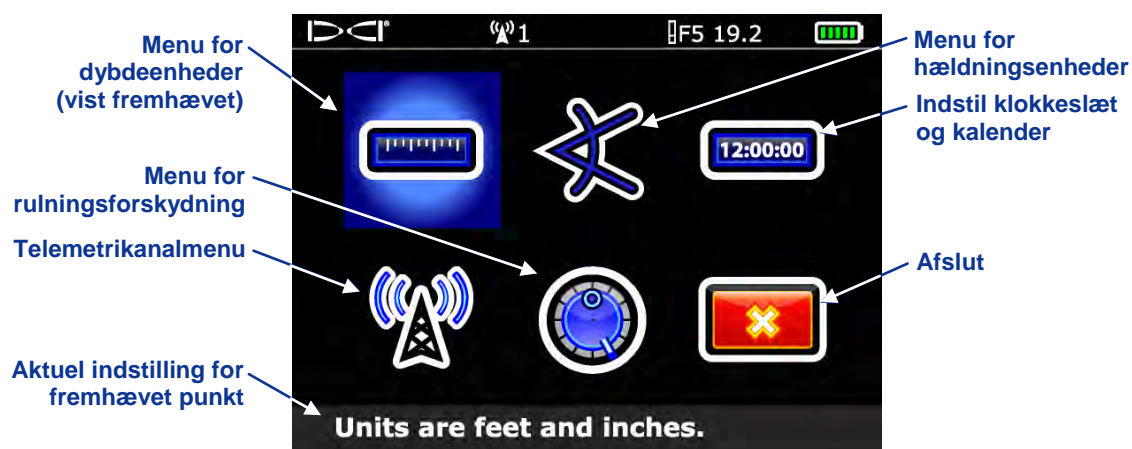 Menu for
dybdeenheder
(vist fremhævet)
Menu for
rulningsforskydning
Telemetrikanalmenu
Aktuel indstilling for
fremhævet punkt
1
F5 19.2
12:00:00
Units are feet and inches.
Menu for
hældningsenheder
Indstil klokkeslæt
og kalender
Afslut